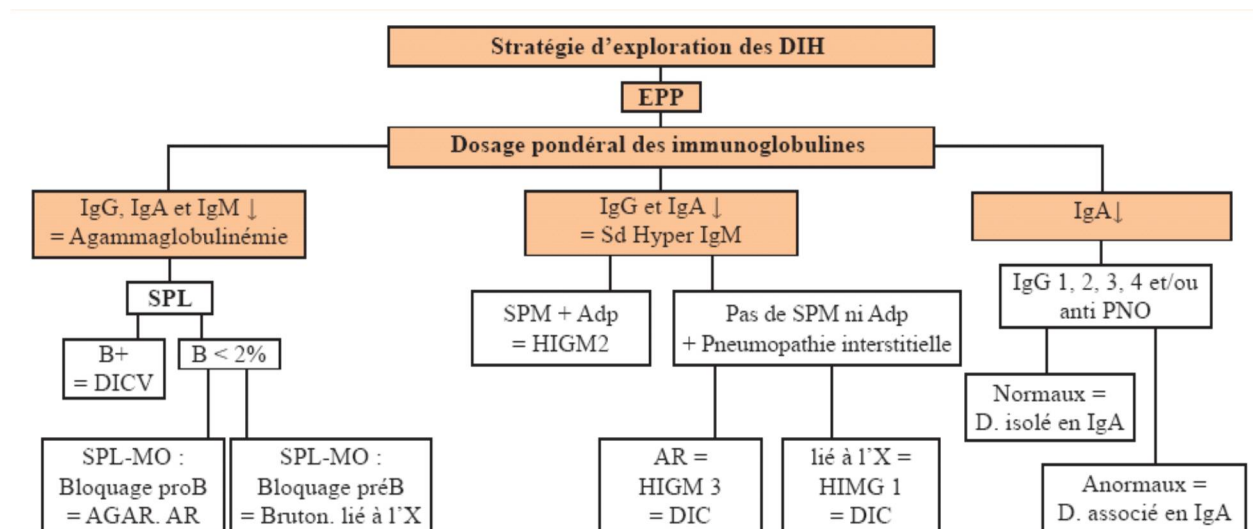 Stratégie d'exploration des DIH
EPP
Dosage pondéral des immunoglobulines
IgG, IgA et IgM ↓
= Agammaglobulinémie
SPL
B+
= DICV
B < 2%
SPL-MO :
Bloquage proB
= AGAR. AR
SPL-MO :
Bloquage préB
= Bruton. lié à l'X
IgG et IgA ↓
= Sd Hyper IgM
SPM + Adp
= HIGM2
Pas de SPM ni Adp
+ Pneumopathie interstitielle
AR =
HIGM 3
= DIC
lié à l'X =
HIMG 1
= DIC
IgA↓
IgG 1, 2, 3, 4 et/ou
anti PNO
Normaux =
D. isolé en IgA
Anormaux =
D. associé en IgA